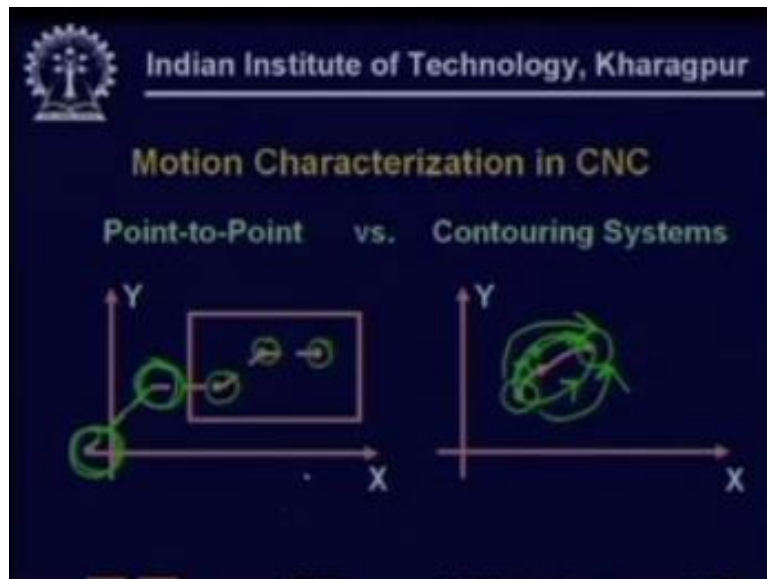 Indian Institute of Technology, Kharagpur
Motion Characterization in CNC
Point-to-Point vs. Contouring Systems
Y Y
X X